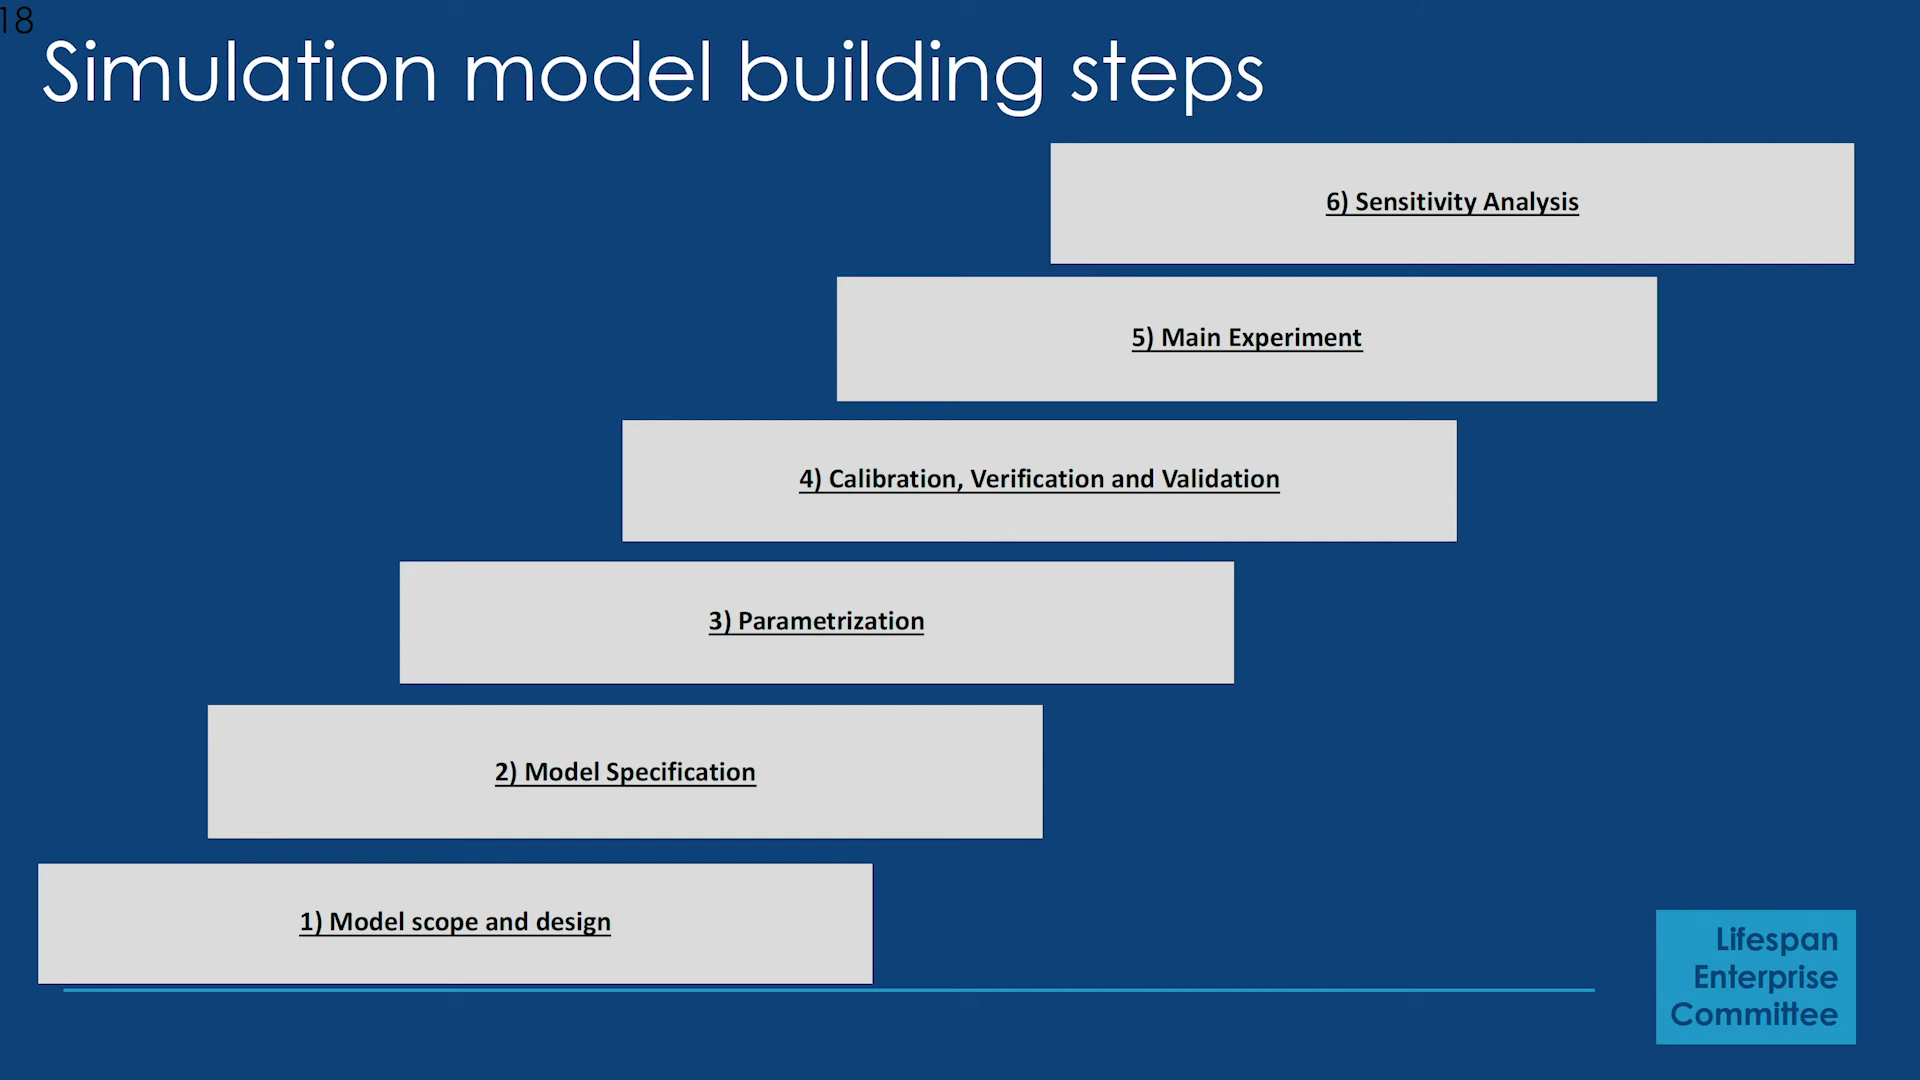 18
Simulation model building steps
6) Sensitivity Analysis
5) Main Experiment
4) Calibration, Verification and Validation
3) Parametrization
2) Model Specification
1) Model scope and design
Lifespan
Enterprise
Committee